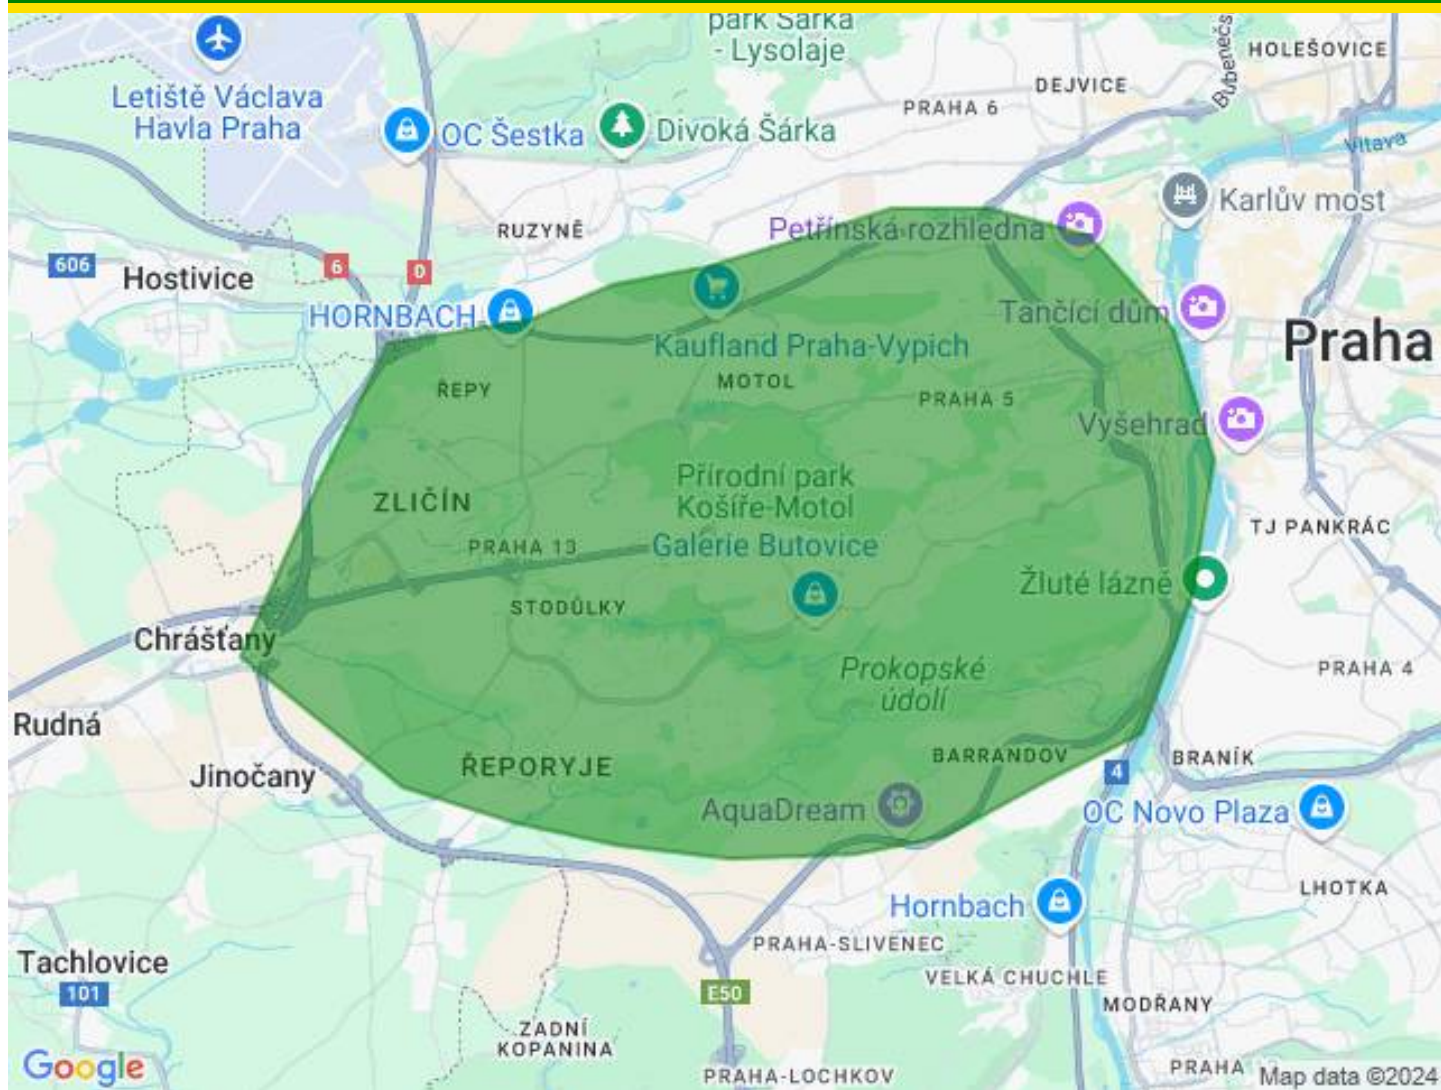 park Šárka
- Lysolaje
HOLEŠOVICE
DEJVICE
PRAHA 6
Letiště Václava
Havla Praha
OC Šestka
Divoká Šárka
Vltava
Karlův most
RUZYNĚ
Petřínská rozhledna
606
6
0
Hostivice
HORNBACH
Tančící dům
Praha
Kaufland Praha-Vypich
MOTOL
ŘEPY
PRAHA 5
Vyšehrad
Přírodní park
Košíře-Motol
ZLIČÍN
TJ PANKRÁC
PRAHA 13
Galerie Butovice
Žluté lázně
STODŮLKY
Chrášťany
Prokopské
údolí
PRAHA 4
Rudná
BARRANDOV
BRANÍK
ŘEPORYJE
Jinočany
4
AquaDream
OC Novo Plaza
LHOTKA
Hornbach
PRAHA-SLIVENEC
Tachlovice
VELKÁ CHUCHLE
101
E50
MODŘANY
ZADNÍ
KOPANINA
Google
PRAHA-LOCHKOV
PRAHA
Map data ©2024